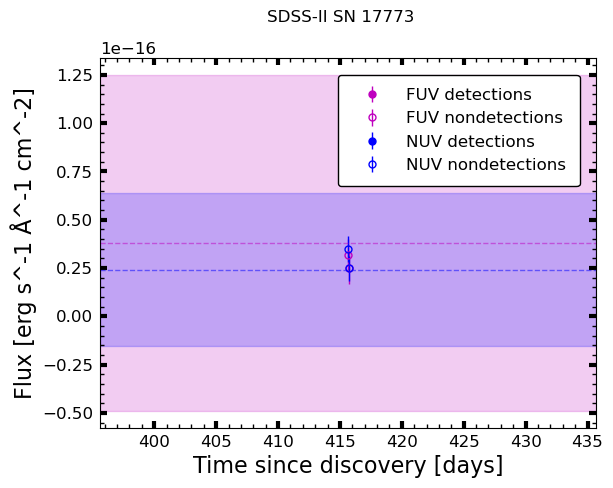 SDSS-II SN 17773
1e−16
1.25
1.00
0.75
0.50
0.25
0.00
−0.25
−0.50
Flux [erg s^-1 Å^-1 cm^-2]
FUV detections
FUV nondetections
NUV detections
NUV nondetections
400 405 410 415 420 425 430 435
Time since discovery [days]